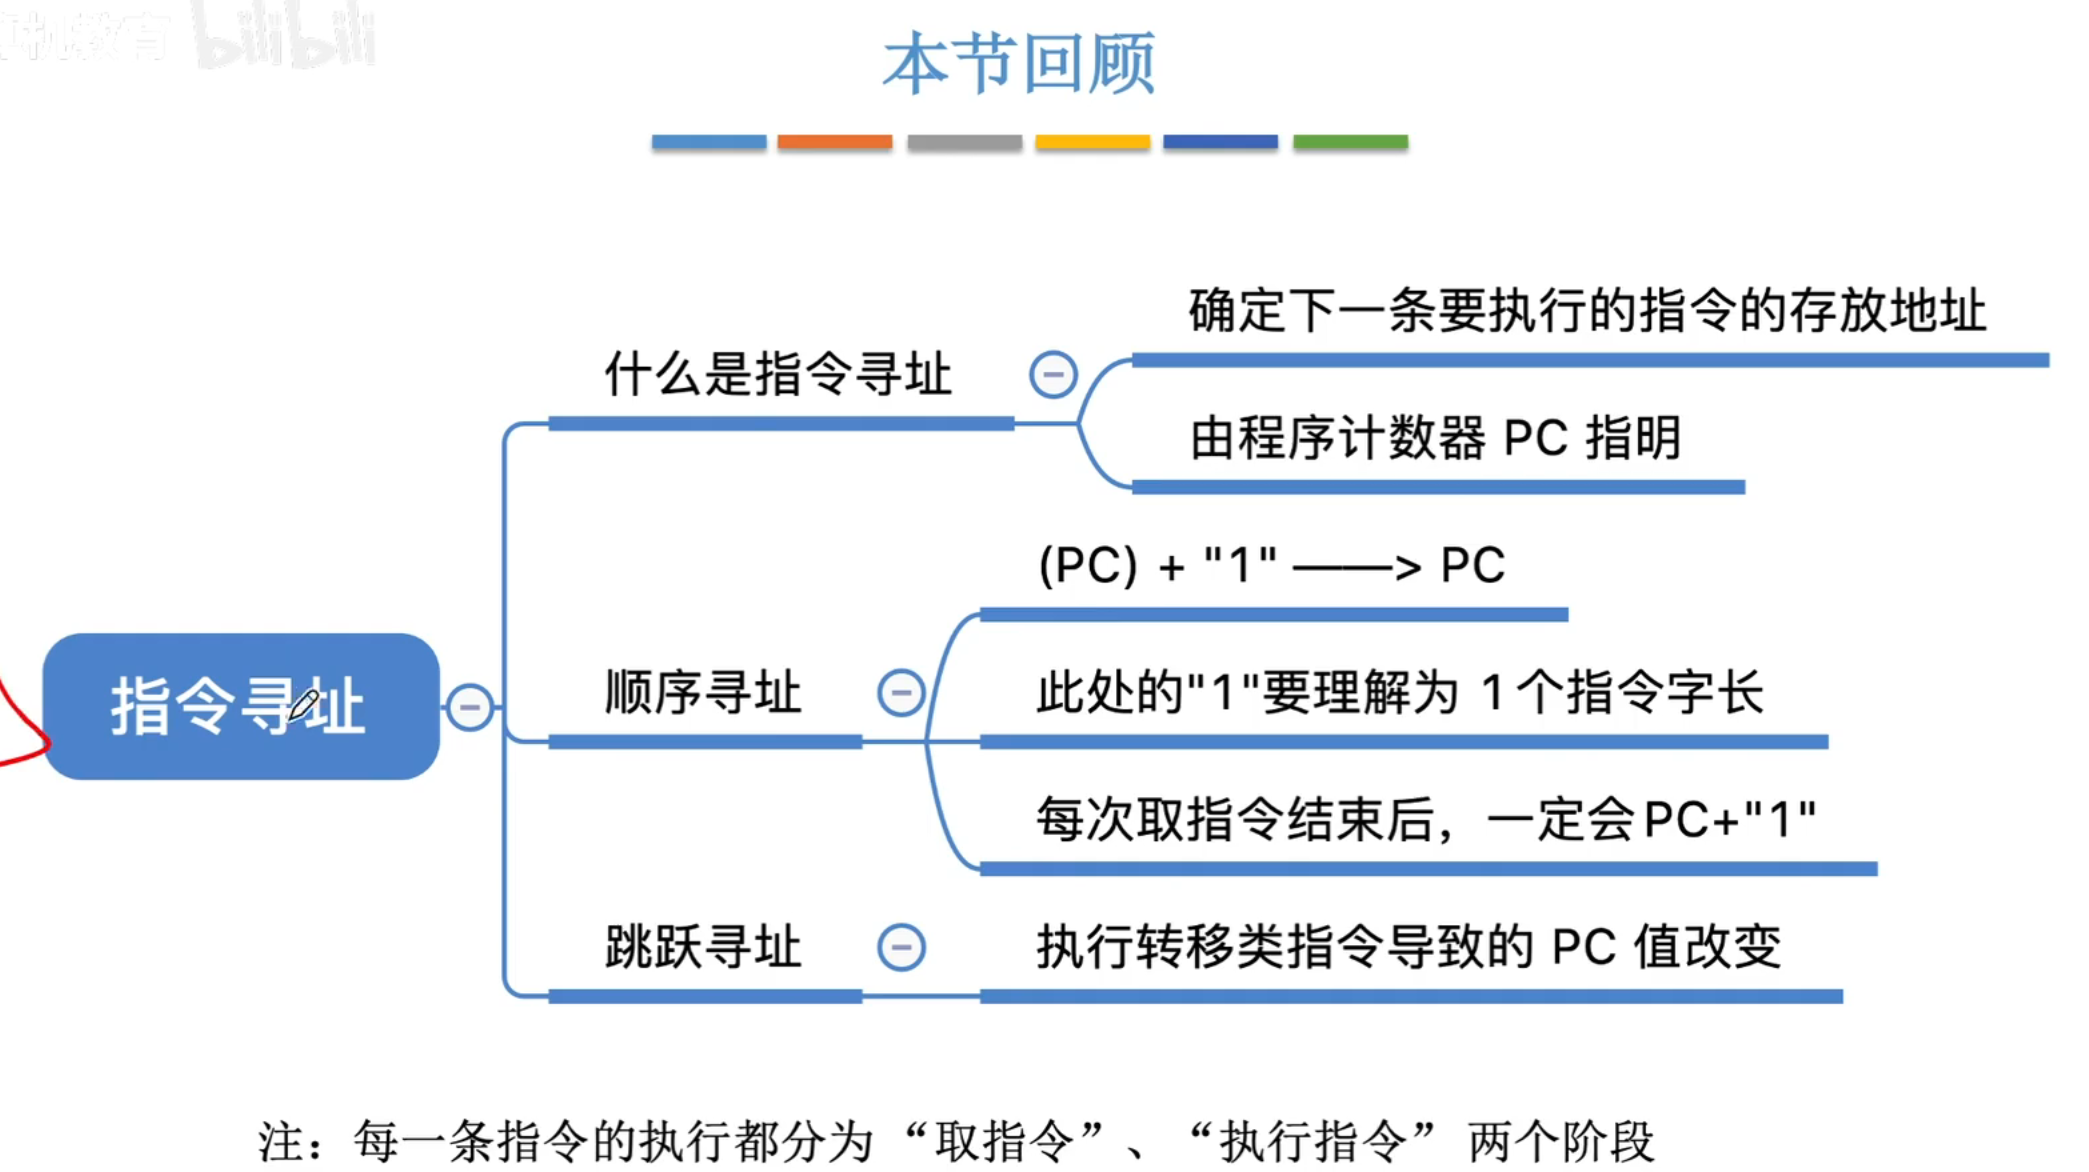 机教育 bilibili
本节回顾
确定下一条要执行的指令的存放地址
什么是指令寻址
由程序计数器 PC 指明
(PC) + "1" ——> PC
指令寻址
顺序寻址
此处的"1"要理解为 1个指令字长
每次取指令结束后，一定会PC+"1"
跳跃寻址
执行转移类指令导致的 PC 值改变
注：每一条指令的执行都分为“取指令”、“执行指令” 两个阶段